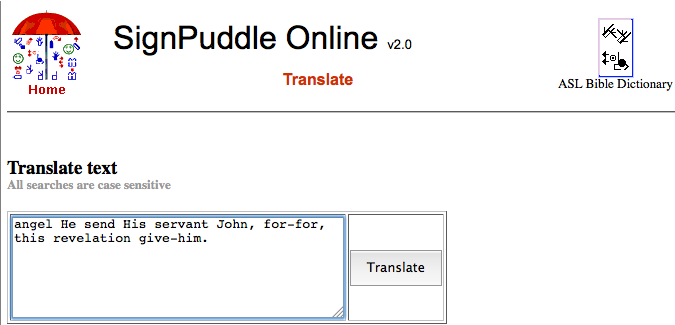 SignPuddle Online v2.0
Translate
Home
ASL Bible Dictionary
Translate text
All searches are case sensitive
angel He send His servant John, for-for,
this revelation give-him.
Translate